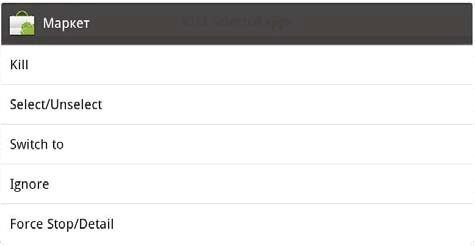 Маркет
Kill
Select/Unselect
Switch to
Ignore
Force Stop/Detail